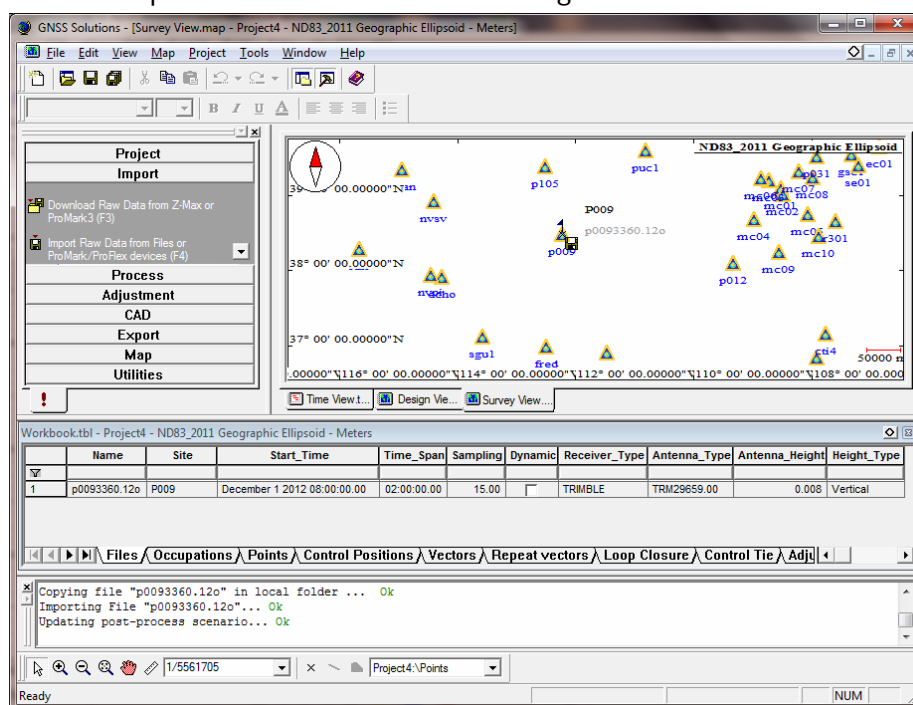 GNSS Solutions - [Survey View.map - Project4 - ND83_2011 Geographic Ellipsoid - Meters]
File Edit View Map Project Tools Window Help
B I U A
Project
Import
Download Raw Data from Z-Max or
ProMark3 (F3)
Import Raw Data from Files or
ProMark/ProFlex devices (F4)
Process
Adjustment
CAD
Export
Map
Utilities
ND83_2011 Geographic Ellipsoid
puc1
p105
ec01
se01
mc07
mc08
mc01
mc02
nvsv
P009
p0093360.12o
p009
mc04
mc10
mc09
p012
38° 00' 00.00000"N
37° 00' 00.00000"N
sgu1
fred
50000 m
.00000" 116° 00' 00.00000" 114° 00' 00.00000" 112° 00' 00.00000" 110° 00' 00.00000" 108° 00' 00.000
Time View.t... Design Vie... Survey View....
Workbook.tbl - Project4 - ND83_2011 Geographic Ellipsoid - Meters
Name Site Start_Time Time_Span Sampling Dynamic Receiver_Type Antenna_Type Antenna_Height Height_Type
1 p0093360.12o P009 December 1 2012 08:00:00.00 02:00:00.00 15.00 TRIMBLE TRM29659.00 0.008 Vertical
Files Occupations Points Control Positions Vectors Repeat vectors Loop Closure Control Tie
Copying file "p0093360.12o" in local folder ... Ok
Importing File "p0093360.12o"... Ok
Updating post-process scenario... Ok
1/5561705 Project4:\Points
Ready NUM